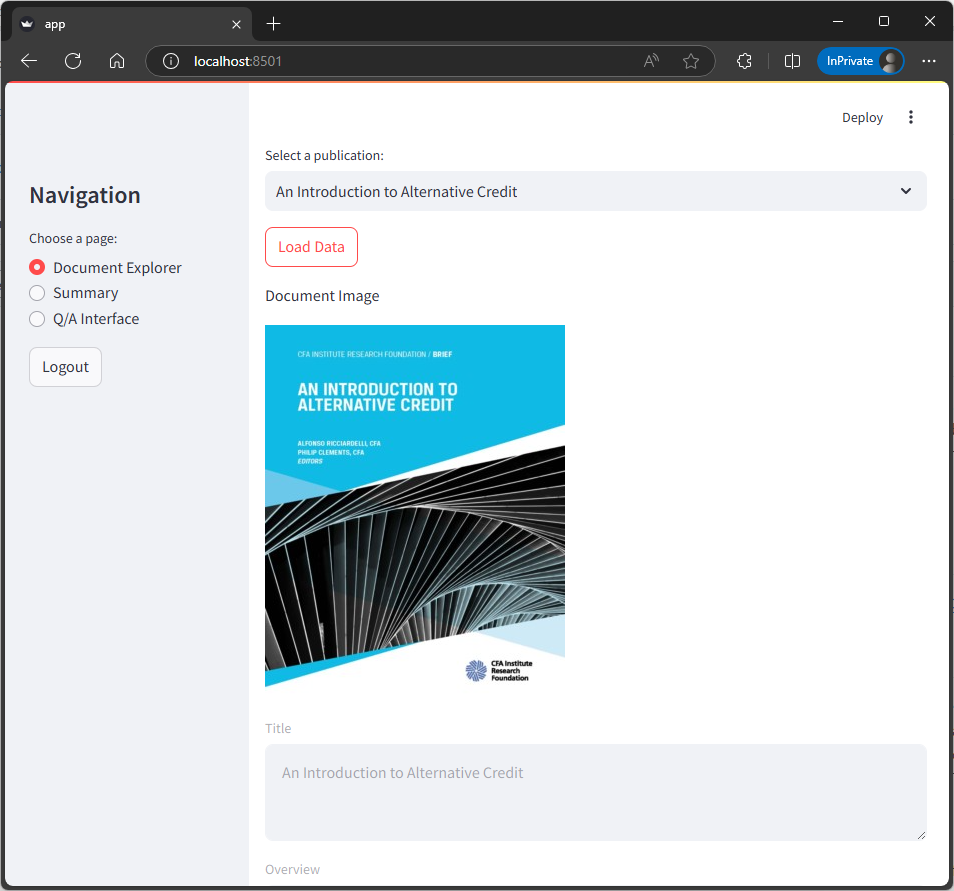 app
localhost:8501
InPrivate
Deploy
Navigation
Choose a page:
Document Explorer
Summary
Q/A Interface
Logout
Select a publication:
An Introduction to Alternative Credit
Load Data
Document Image
CFA INSTITUTE RESEARCH FOUNDATION / BRIEF
AN INTRODUCTION TO
ALTERNATIVE CREDIT
ALFONSO RICCIARDELLI, CFA
PHILIP CLEMENTS, CFA
EDITORS
CFA Institute
Research
Foundation
Title
An Introduction to Alternative Credit
Overview